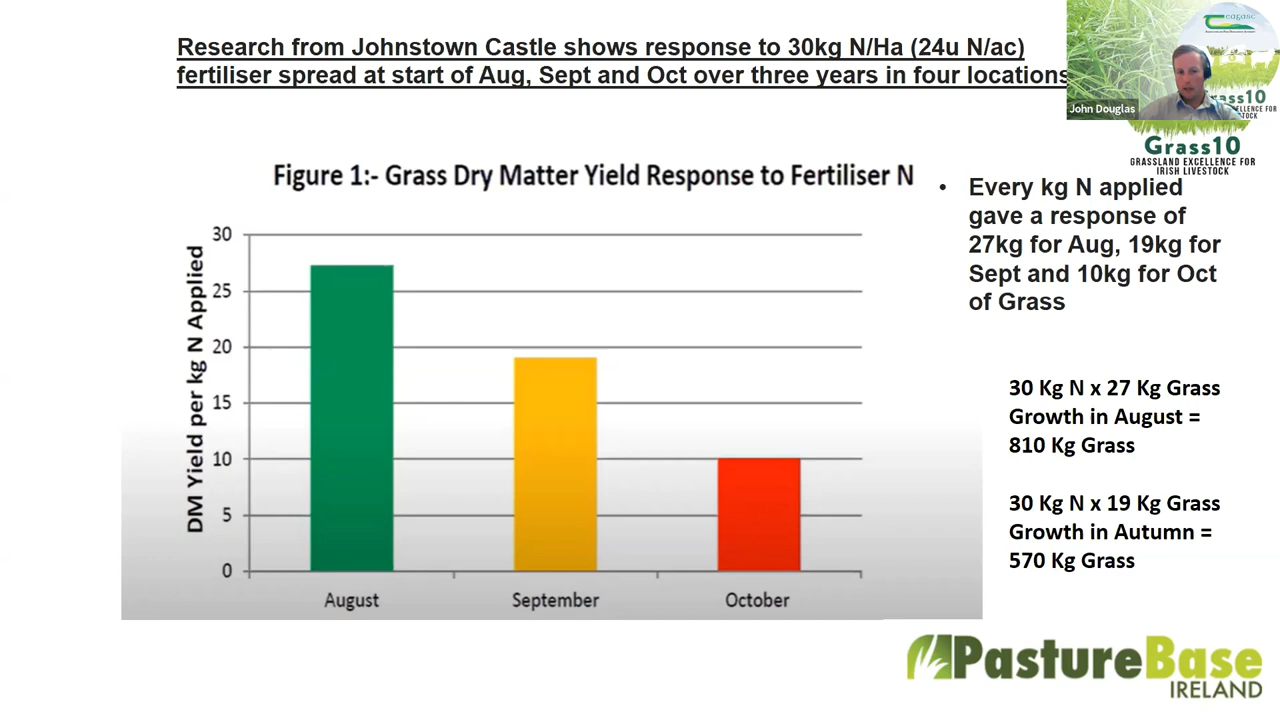 Research from Johnstown Castle shows response to 30kg N/Ha (24u N/ac)
fertiliser spread at start of Aug, Sept and Oct over three years in four locations
teagasc
John Douglas
Grass10
EXCELLENCE FOR
Grass10
GRASSLAND EXCELLENCE FOR
IRISH LIVESTOCK
Figure 1:- Grass Dry Matter Yield Response to Fertiliser N
DM Yield per kg N Applied
30
25
20
15
10
5
0
August September October
• Every kg N applied
gave a response of
27kg for Aug, 19kg for
Sept and 10kg for Oct
of Grass
30 Kg N x 27 Kg Grass
Growth in August =
810 Kg Grass
30 Kg N x 19 Kg Grass
Growth in Autumn =
570 Kg Grass
PastureBase
IRELAND